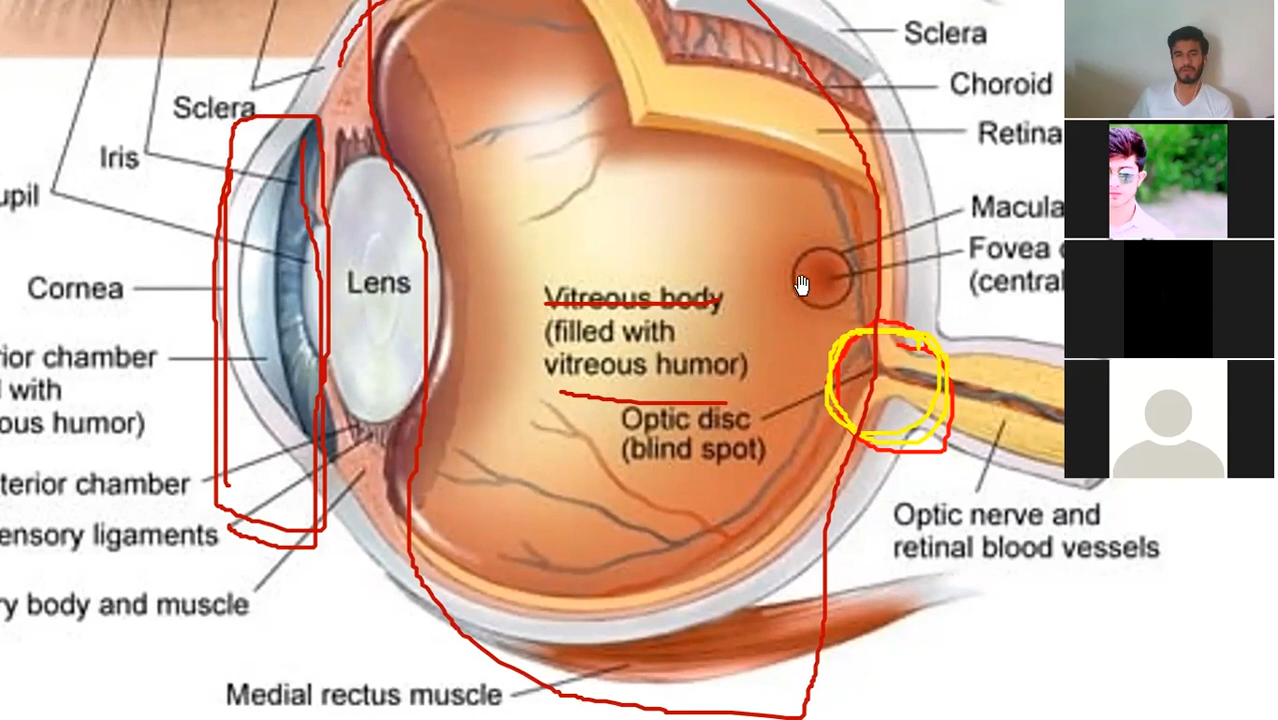 Sclera
Choroid
Retina
Sclera
Iris
upil
Macula
Fovea
(central
Cornea
Lens
Vitreous body
(filled with
vitreous humor)
rior chamber
d with
ous humor)
Optic disc
(blind spot)
terior chamber
ensory ligaments
ry body and muscle
Optic nerve and
retinal blood vessels
Medial rectus muscle